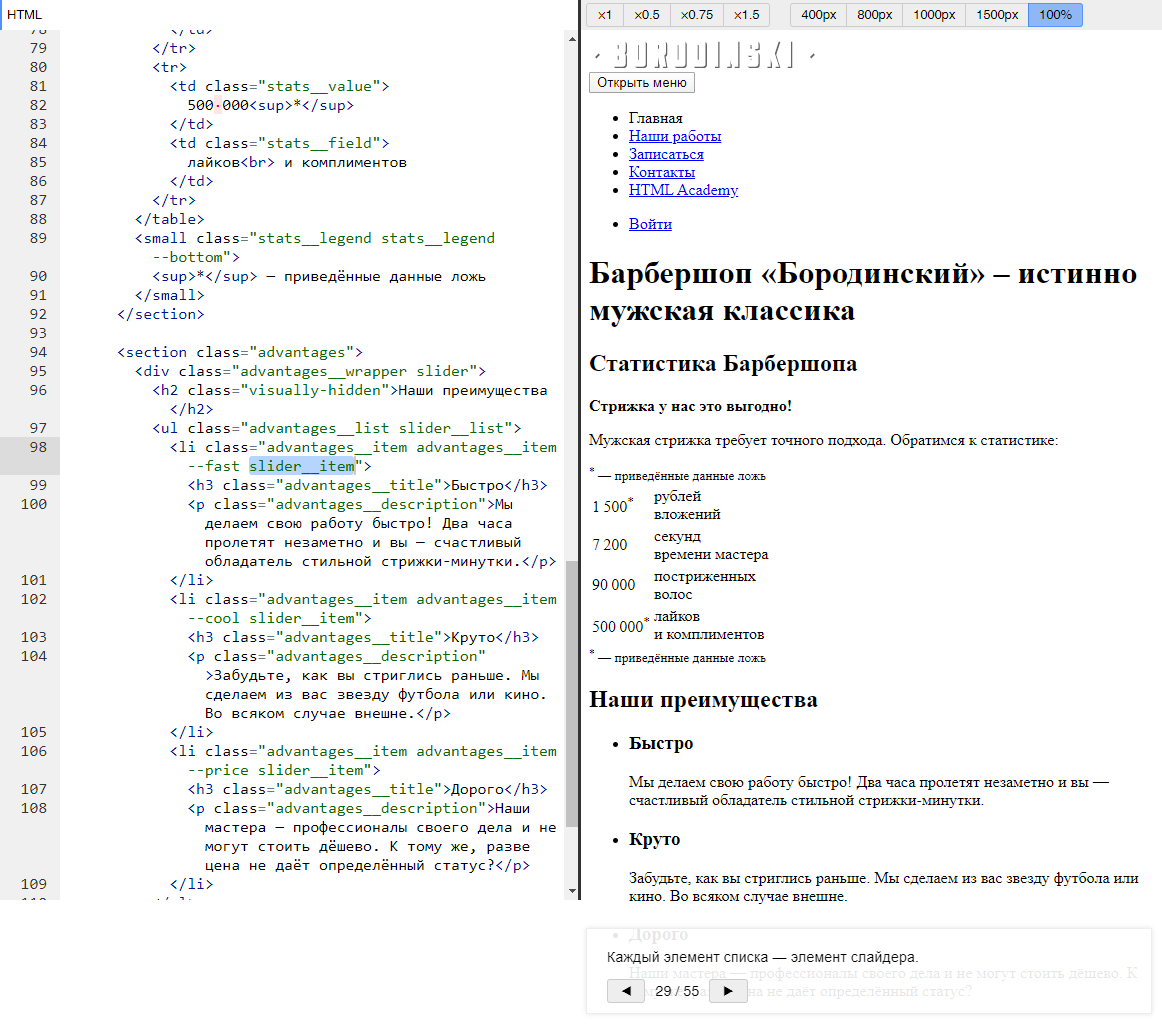 HTML
×1 ×0.5 ×0.75 ×1.5 400px 800px 1000px 1500px 100%
78 </td>
79 </tr>
80 <tr>
81 <td class="stats__value">
82 500·000<sup>*</sup>
83 </td>
84 <td class="stats__field">
лайков<br> и комплиментов
86 </td>
87 </tr>
88 </table>
89 <small class="stats__legend stats__legend
--bottom">
90 <sup>*</sup> — приведённые данные ложь
91 </small>
92 </section>
93
94 <section class="advantages">
95 <div class="advantages__wrapper slider">
96 <h2 class="visually-hidden">Наши преимущества
</h2>
97 <ul class="advantages__list slider__list">
98 <li class="advantages__item advantages__item
--fast slider__item">
99 <h3 class="advantages__title">Быстро</h3>
100 <p class="advantages__description">Мы
делаем свою работу быстро! Два часа
пролетят незаметно и вы — счастливый
обладатель стильной стрижки-минутки.</p>
101 </li>
102 <li class="advantages__item advantages__item
--cool slider__item">
103 <h3 class="advantages__title">Круто</h3>
104 <p class="advantages__description"
>Забудьте, как вы стриглись раньше. Мы
сделаем из вас звезду футбола или кино.
Во всяком случае внешне.</p>
105 </li>
106 <li class="advantages__item advantages__item
--price slider__item">
107 <h3 class="advantages__title">Дорого</h3>
108 <p class="advantages__description">Наши
мастера — профессионалы своего дела и не
могут стоить дёшево. К тому же, разве
цена не даёт определённый статус?</p>
109 </li>
· BORODINSKI ·
Открыть меню
Главная
Наши работы
Записаться
Контакты
HTML Academy
Войти
Барбершоп «Бородинский» – истинно
мужская классика
Статистика Барбершопа
Стрижка у нас это выгодно!
Мужская стрижка требует точного подхода. Обратимся к статистике:
* — приведённые данные ложь
1 500* рублей
вложений
7 200 секунд
времени мастера
90 000 постриженных
волос
500 000* лайков
и комплиментов
* — приведённые данные ложь
Наши преимущества
Быстро
Мы делаем свою работу быстро! Два часа пролетят незаметно и вы —
счастливый обладатель стильной стрижки-минутки.
Круто
Забудьте, как вы стриглись раньше. Мы сделаем из вас звезду футбола или
кино. Во всяком случае внешне.
Дорого
Каждый элемент списка — элемент слайдера.
Наши мастера — профессионалы своего дела и не могут стоить дёшево. К
на не даёт определённый статус?
◄ 29 / 55 ►